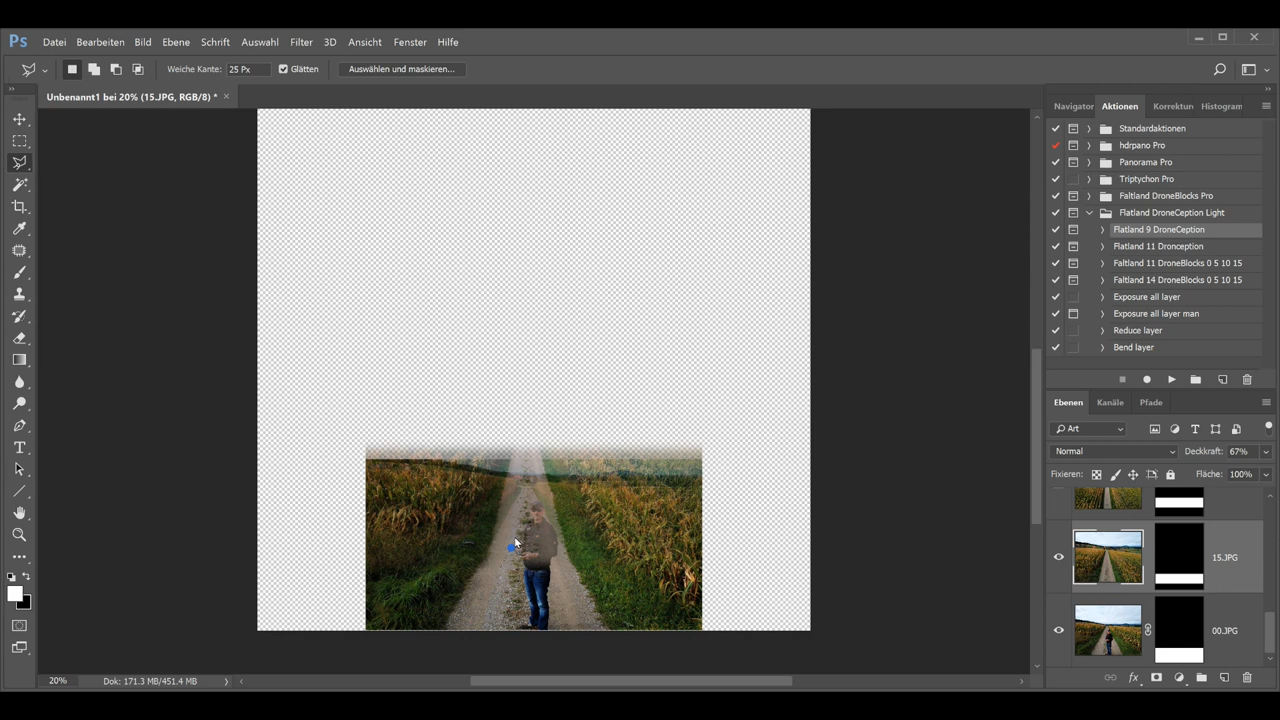 Ps Datei Bearbeiten Bild Ebene Schrift Auswahl Filter 3D Ansicht Fenster Hilfe
Weiche Kante: 25 Px Glätten Auswählen und maskieren...
Unbenannt1 bei 20% (15.JPG, RGB/8) *
Navigator Aktionen Korrektun Histogram
Standardaktionen
hdrpano Pro
Panorama Pro
Triptychon Pro
Faltland DroneBlocks Pro
Flatland DroneCeption Light
Flatland 9 DroneCeption
Flatland 11 Dronception
Faltland 11 DroneBlocks 0 5 10 15
Faltland 14 DroneBlocks 0 5 10 15
Exposure all layer
Exposure all layer man
Reduce layer
Bend layer
Ebenen Kanäle Pfade
Art
Normal Deckkraft: 67%
Fixieren: Fläche: 100%
15.JPG
00.JPG
20% Dok: 171.3 MB/451.4 MB